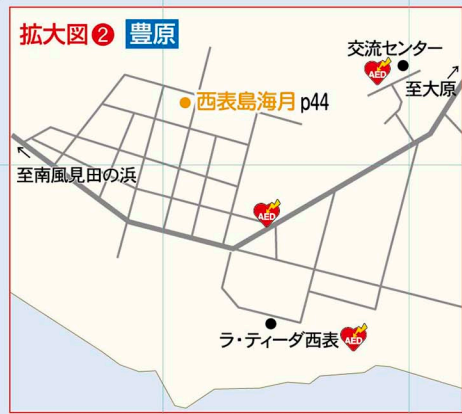 拡大図❷ 豊原
交流センター
AED
至大原
西表島海月 p44
至南風見田の浜
AED
ラ・ティーダ西表
AED